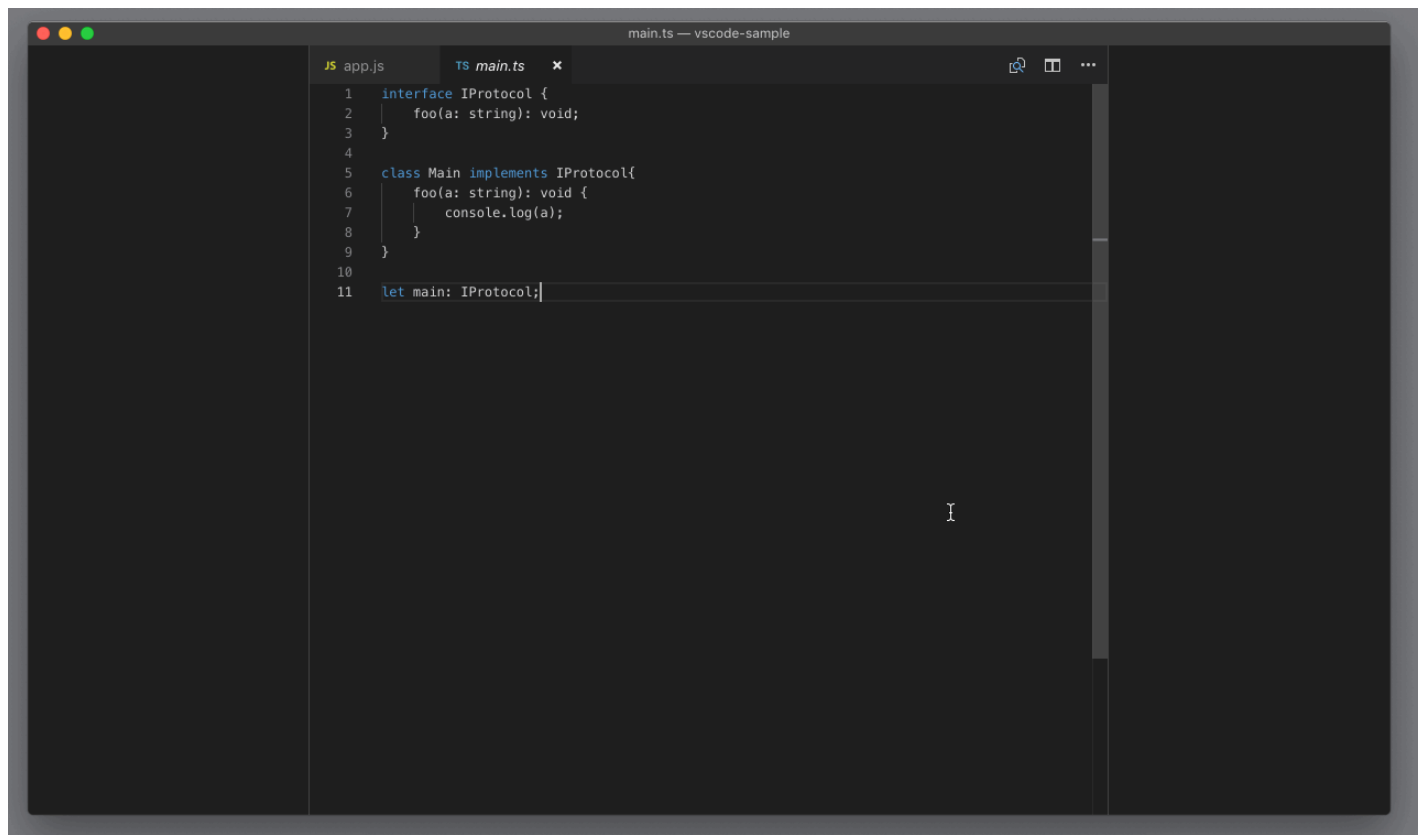 main.ts — vscode-sample
JS app.js TS main.ts
1 interface IProtocol {
2 foo(a: string): void;
3 }
4
5 class Main implements IProtocol{
6 foo(a: string): void {
7 console.log(a);
8 }
9 }
10
11 let main: IProtocol;